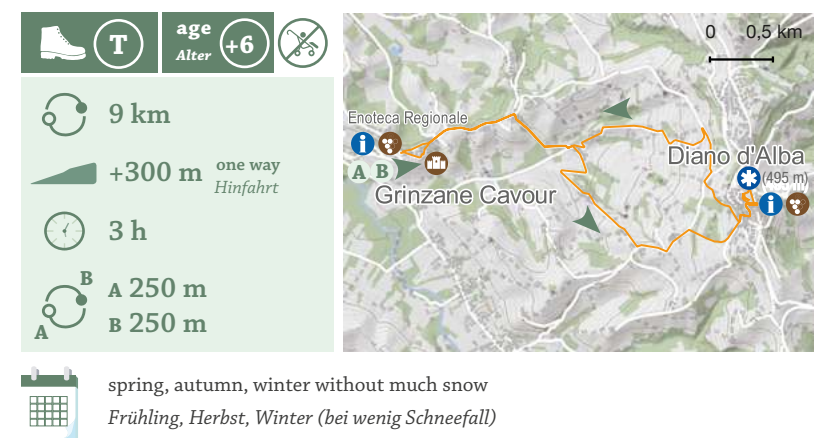 T
age
Alter
+6
9 km
+300 m one way
Hinfahrt
3 h
B
A
A 250 m
B 250 m
0 0,5 km
Enoteca Regionale
i
A B
Grinzane Cavour
Diano d'Alba
(495 m)
i
spring, autumn, winter without much snow
Frühling, Herbst, Winter (bei wenig Schneefall)